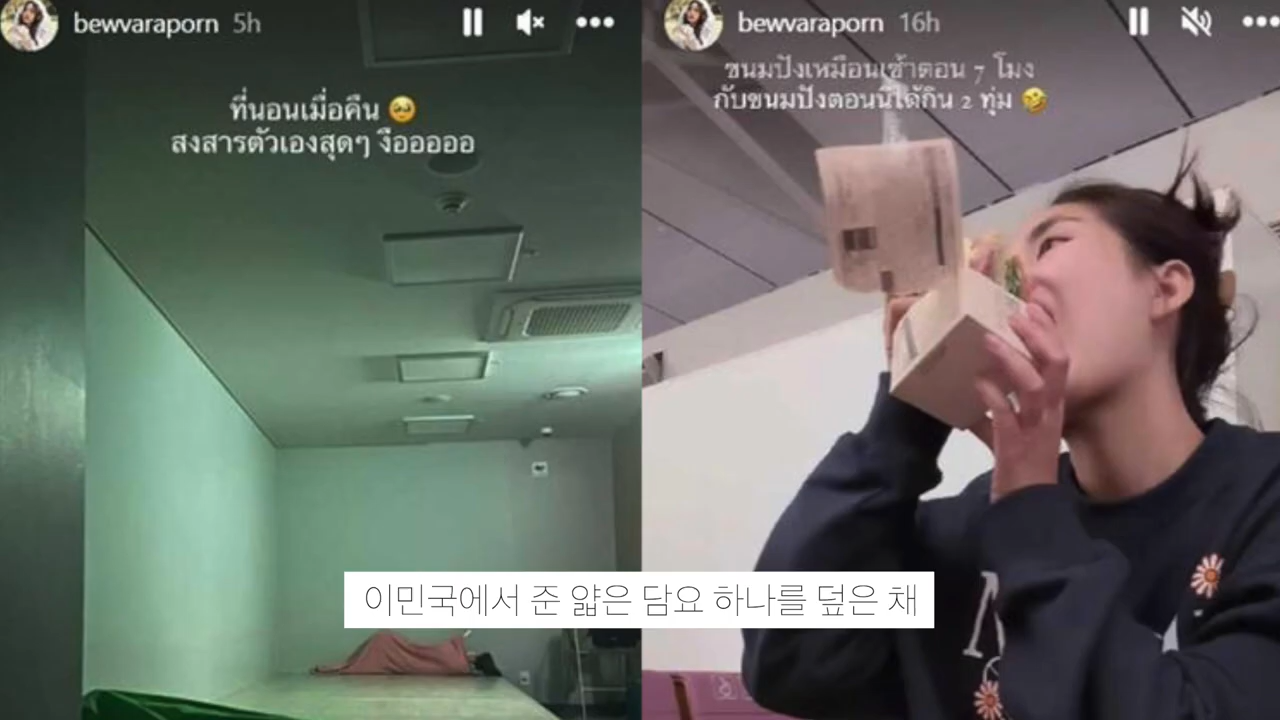 bewvaraporn 5h
ที่นอนเมื่อคืน 🥹
สงสารตัวเองสุดๆ งืออออออ
bewvaraporn 16h
ขนมปังเหมือนเช้าตอน 7 โมง
กับขนมปังตอนนี้ได้กิน 2 ทุ่ม 🤣
이민국에서 준 얇은 담요 하나를 덮은 채